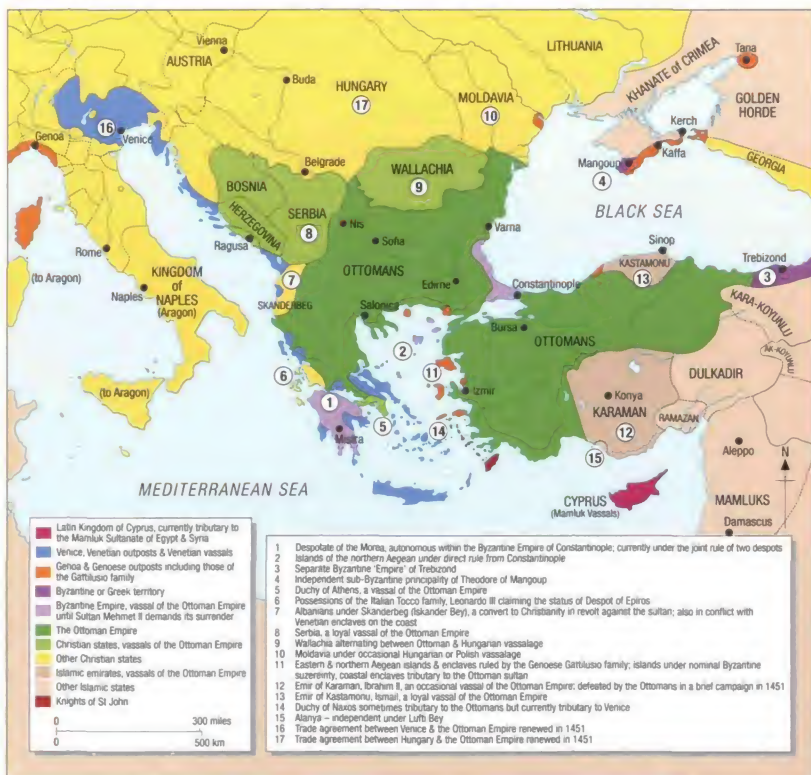 Vienna
AUSTRIA
LITHUANIA
Buda
HUNGARY
17
MOLDAVIA
10
KHANATE of CRIMEA
Tana
GOLDEN
HORDE
16
Venice
Genoa
Belgrade
WALLACHIA
9
Kerch
Kaffa
Mangoup
4
GEORGIA
BOSNIA
HERZEGOVINA
SERBIA
8
BLACK SEA
Nis
Sofia
Varna
Ragusa
Rome
7
SKANDERBEG
OTTOMANS
Sinop
KASTAMONU
13
Trebizond
3
(to Aragon)
KINGDOM
of
NAPLES
(Aragon)
Naples
Edirne
Constantinople
Salonica
Bursa
OTTOMANS
KARA-KOYUNLU
AK-KOYUNLU
2
6
(to Aragon)
11
Izmir
Konya
KARAMAN
12
DULKADIR
RAMAZAN
1
Mistra
5
14
15
Aleppo
N
MEDITERRANEAN SEA
CYPRUS
(Mamluk Vassals)
MAMLUKS
Damascus
Latin Kingdom of Cyprus, currently tributary to
the Mamluk Sultanate of Egypt & Syria
Venice, Venetian outposts & Venetian vassals
Genoa & Genoese outposts including those of
the Gattilusio family
Byzantine or Greek territory
Byzantine Empire, vassal of the Ottoman Empire
until Sultan Mehmet II demands its surrender
The Ottoman Empire
Christian states, vassals of the Ottoman Empire
Other Christian states
Islamic emirates, vassals of the Ottoman Empire
Other Islamic states
Knights of St John
0 300 miles
0 500 km
1 Despotate of the Morea, autonomous within the Byzantine Empire of Constantinople; currently under the joint rule of two despots
2 Islands of the northern Aegean under direct rule from Constantinople
3 Separate Byzantine 'Empire' of Trebizond
4 Independent sub-Byzantine principality of Theodore of Mangoup
5 Duchy of Athens, a vassal of the Ottoman Empire
6 Possessions of the Italian Tocco family, Leonardo III claiming the status of Despot of Epiros
7 Albanians under Skanderbeg (Iskander Bey), a convert to Christianity in revolt against the sultan; also in conflict with
Venetian enclaves on the coast
8 Serbia, a loyal vassal of the Ottoman Empire
9 Wallachia alternating between Ottoman & Hungarian vassalage
10 Moldavia under occasional Hungarian or Polish vassalage
11 Eastern & northern Aegean islands & enclaves ruled by the Genoese Gattilusio family; islands under nominal Byzantine
suzereinty, coastal enclaves tributary to the Ottoman sultan
12 Emir of Karaman, Ibrahim II, an occasional vassal of the Ottoman Empire; defeated by the Ottomans in a brief campaign in 1451
13 Emir of Kastamonu, Ismail, a loyal vassal of the Ottoman Empire
14 Duchy of Naxos sometimes tributary to the Ottomans but currently tributary to Venice
15 Alanya – independent under Lutfi Bey
16 Trade agreement between Venice & the Ottoman Empire renewed in 1451
17 Trade agreement between Hungary & the Ottoman Empire renewed in 1451